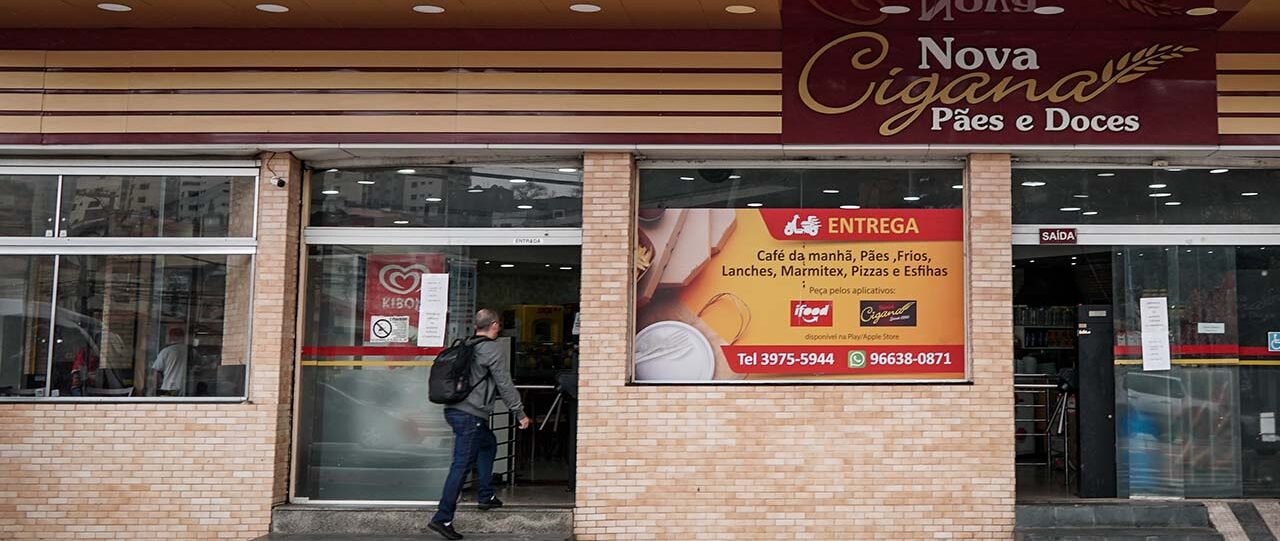 Nova
Nova
Cigana
Pães e Doces
ENTRADA
SAÍDA
KIBON
ENTREGA
Café da manhã, Pães ,Frios,
Lanches, Marmitex, Pizzas e Esfihas
Peça pelos aplicativos:
ifood
Cigana
disponível na Play/Apple Store
Tel 3975-5944
96638-0871